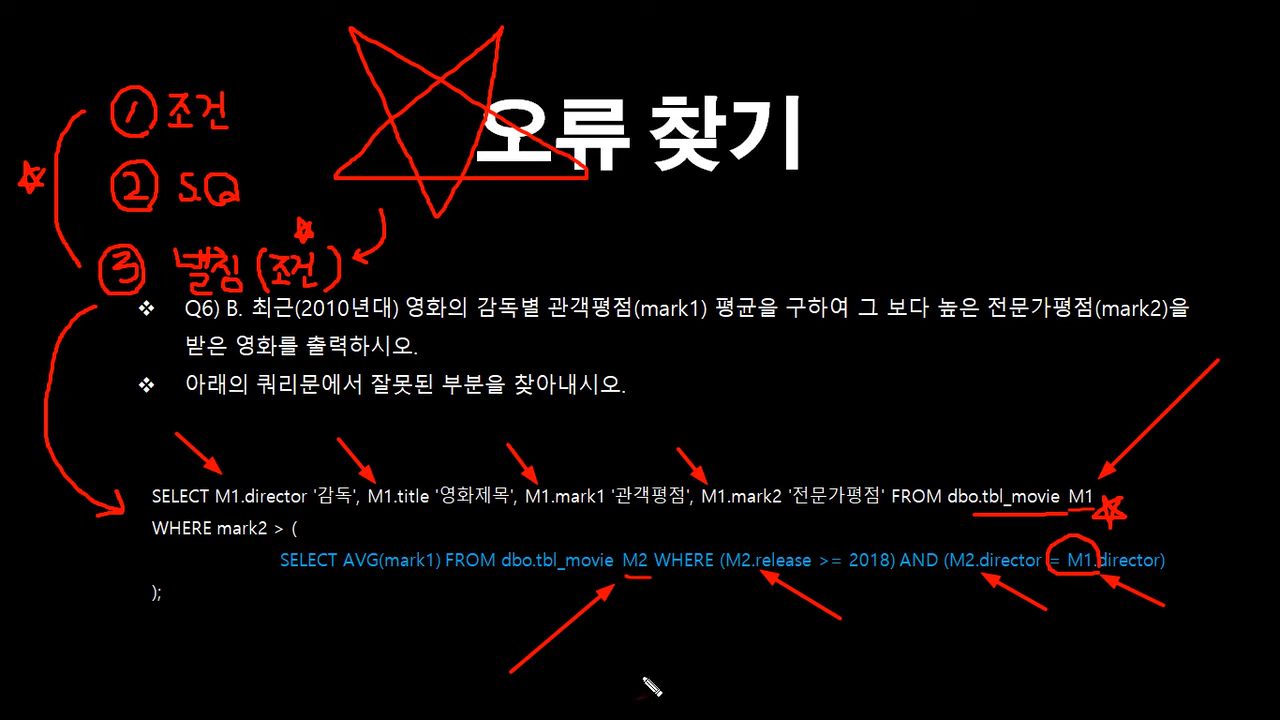 오류 찾기
① 조건
② SQ
③ 별침 (조건)
❖ Q6) B. 최근(2010년대) 영화의 감독별 관객평점(mark1) 평균을 구하여 그 보다 높은 전문가평점(mark2)을
받은 영화를 출력하시오.
❖ 아래의 쿼리문에서 잘못된 부분을 찾아내시오.
SELECT M1.director '감독', M1.title '영화제목', M1.mark1 '관객평점', M1.mark2 '전문가평점' FROM dbo.tbl_movie M1
WHERE mark2 > (
SELECT AVG(mark1) FROM dbo.tbl_movie M2 WHERE (M2.release >= 2018) AND (M2.director = M1.director)
);